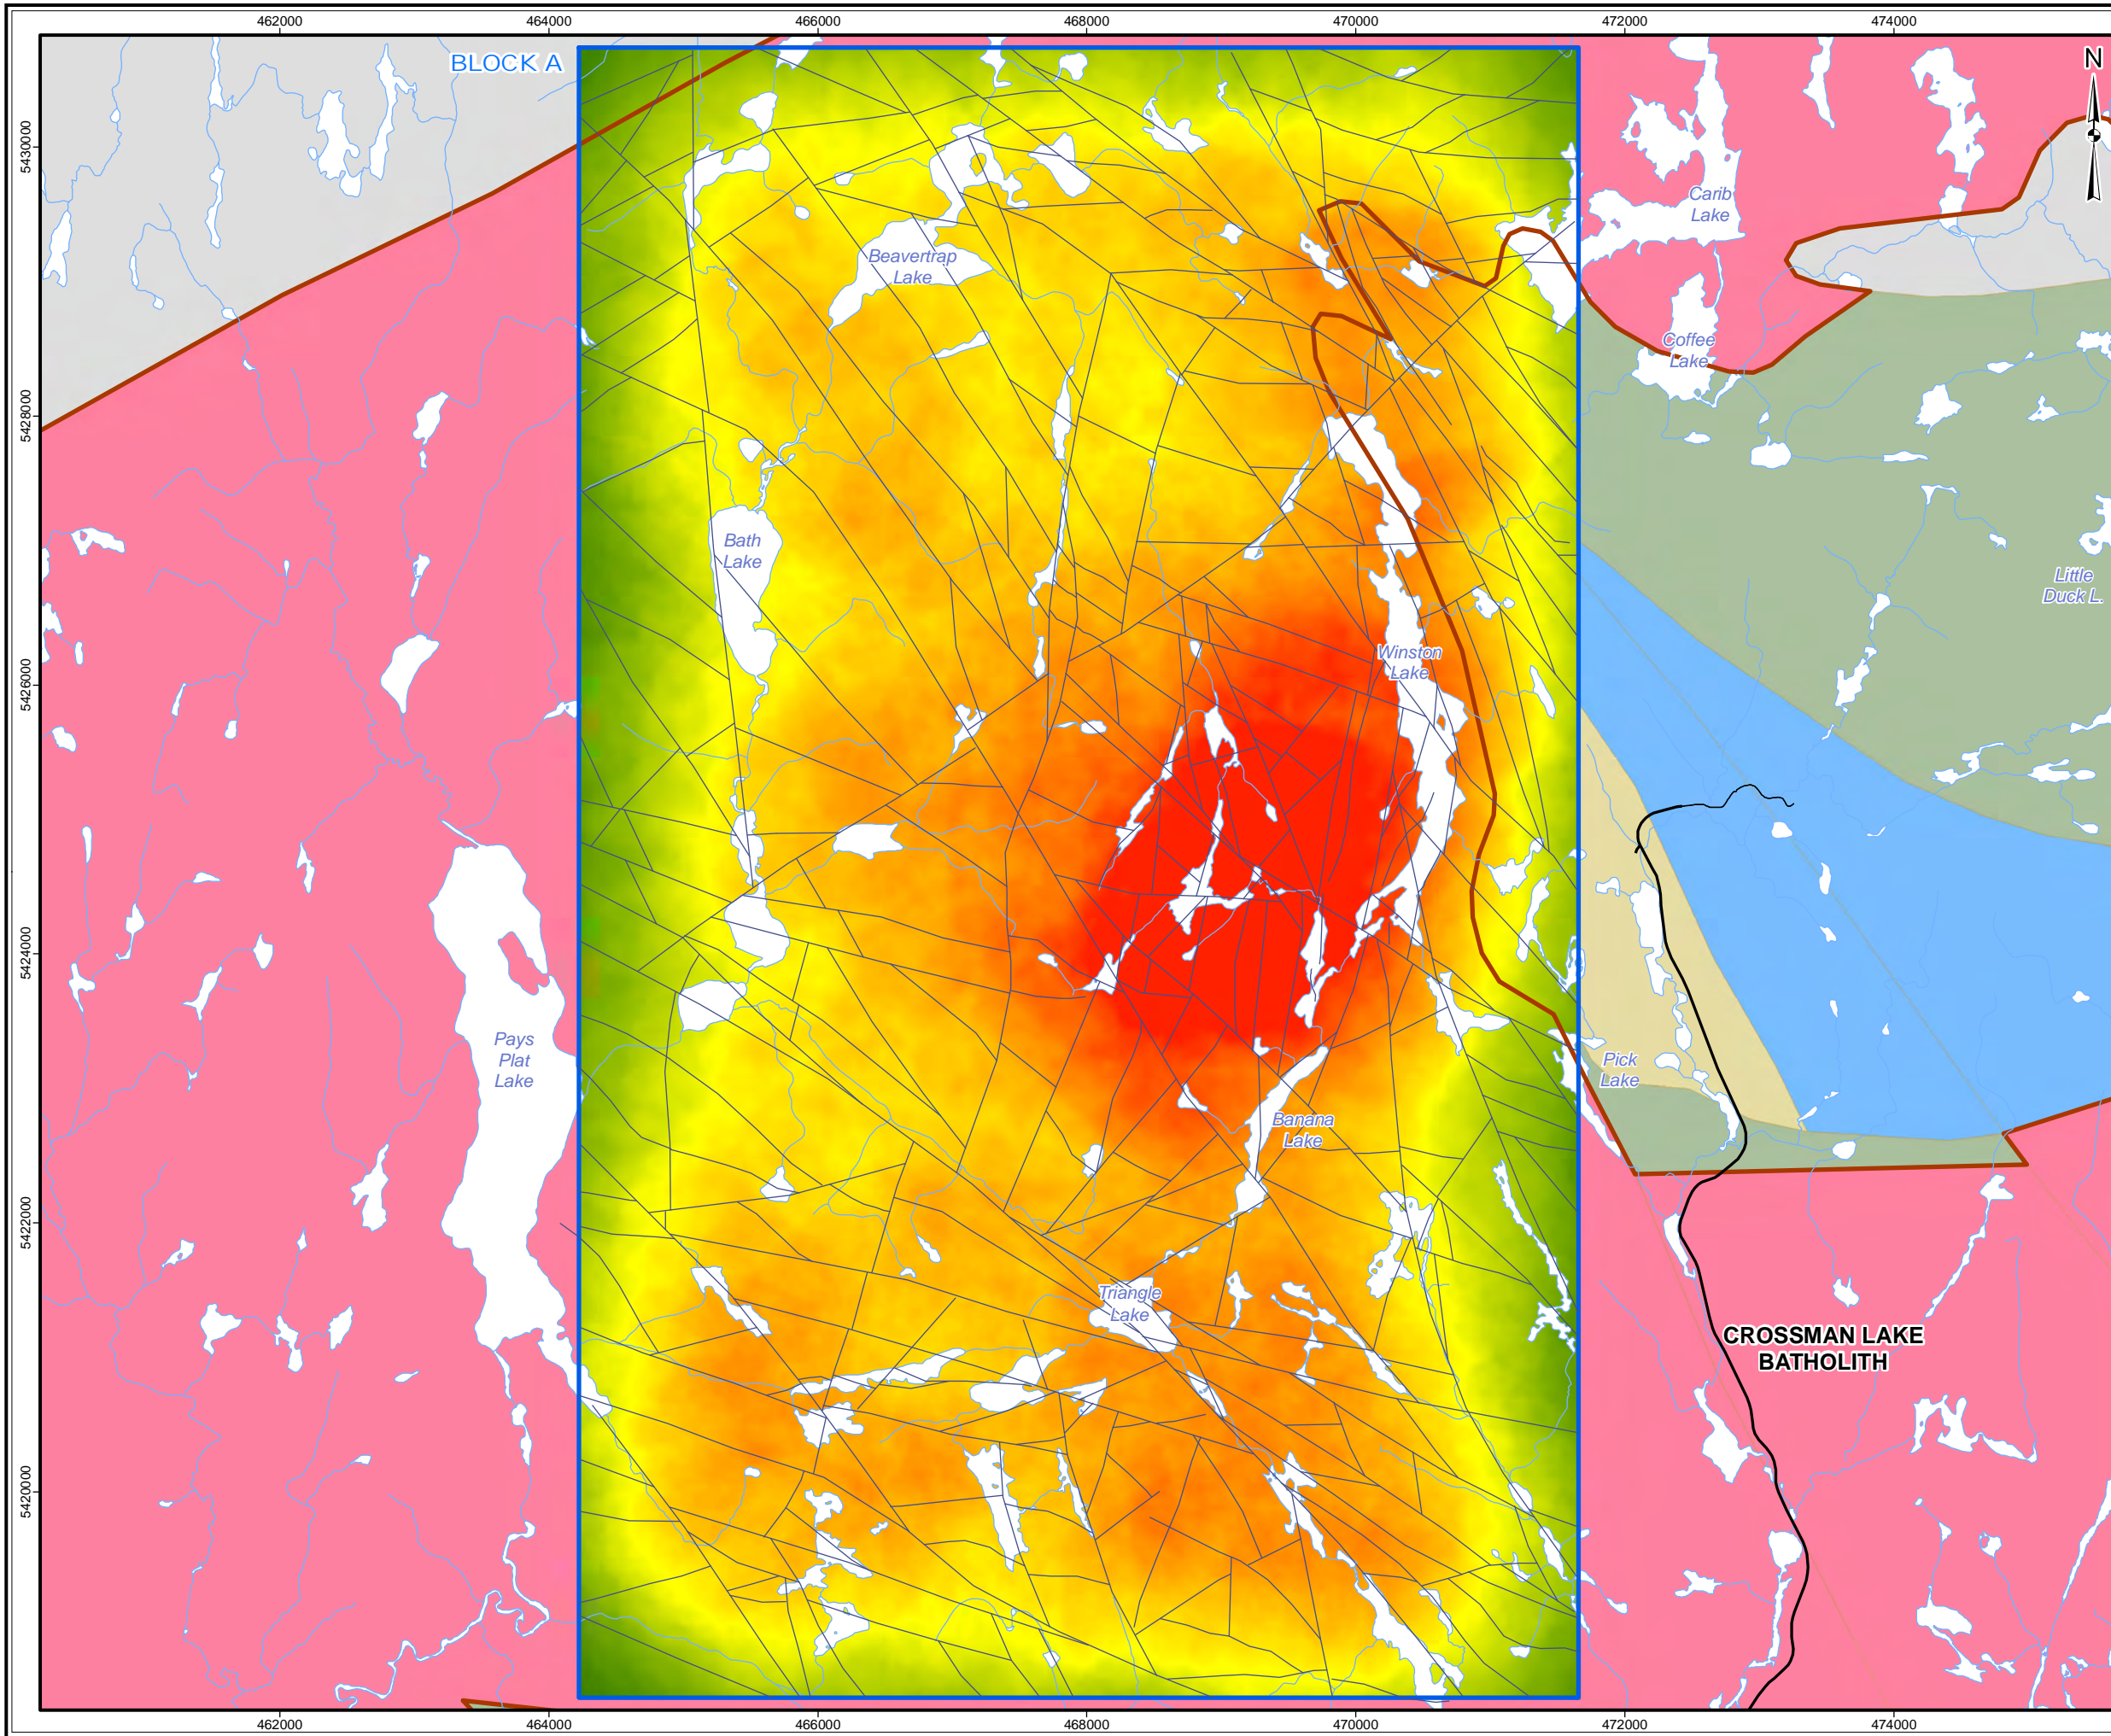 462000
464000
466000
468000
470000
472000
474000
BLOCK A
N
5430000
Carib
Lake
Beavertrap
Lake
Coffee
Lake
5428000
Bath
Lake
Little
Duck L.
5426000
Winston
Lake
5424000
Pays
Plat
Lake
Pick
Lake
Banana
Lake
5422000
Triangle
Lake
CROSSMAN LAKE
BATHOLITH
5420000
462000
464000
466000
468000
470000
472000
474000